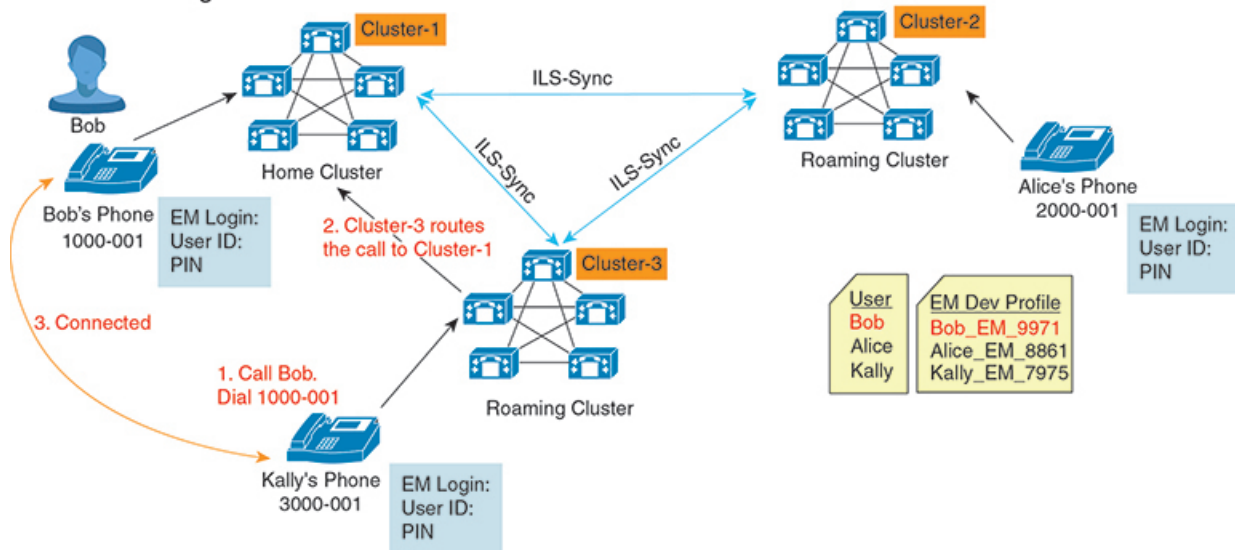 Cluster-1
Cluster-2
Bob
ILS-Sync
Home Cluster
Roaming Cluster
ILS-Sync
ILS-Sync
Bob's Phone
1000-001
EM Login:
User ID:
PIN
Alice's Phone
2000-001
EM Login:
User ID:
PIN
2. Cluster-3 routes
the call to Cluster-1
Cluster-3
3. Connected
User
Bob
Alice
Kally
EM Dev Profile
Bob_EM_9971
Alice_EM_8861
Kally_EM_7975
1. Call Bob.
Dial 1000-001
Roaming Cluster
Kally's Phone
3000-001
EM Login:
User ID:
PIN